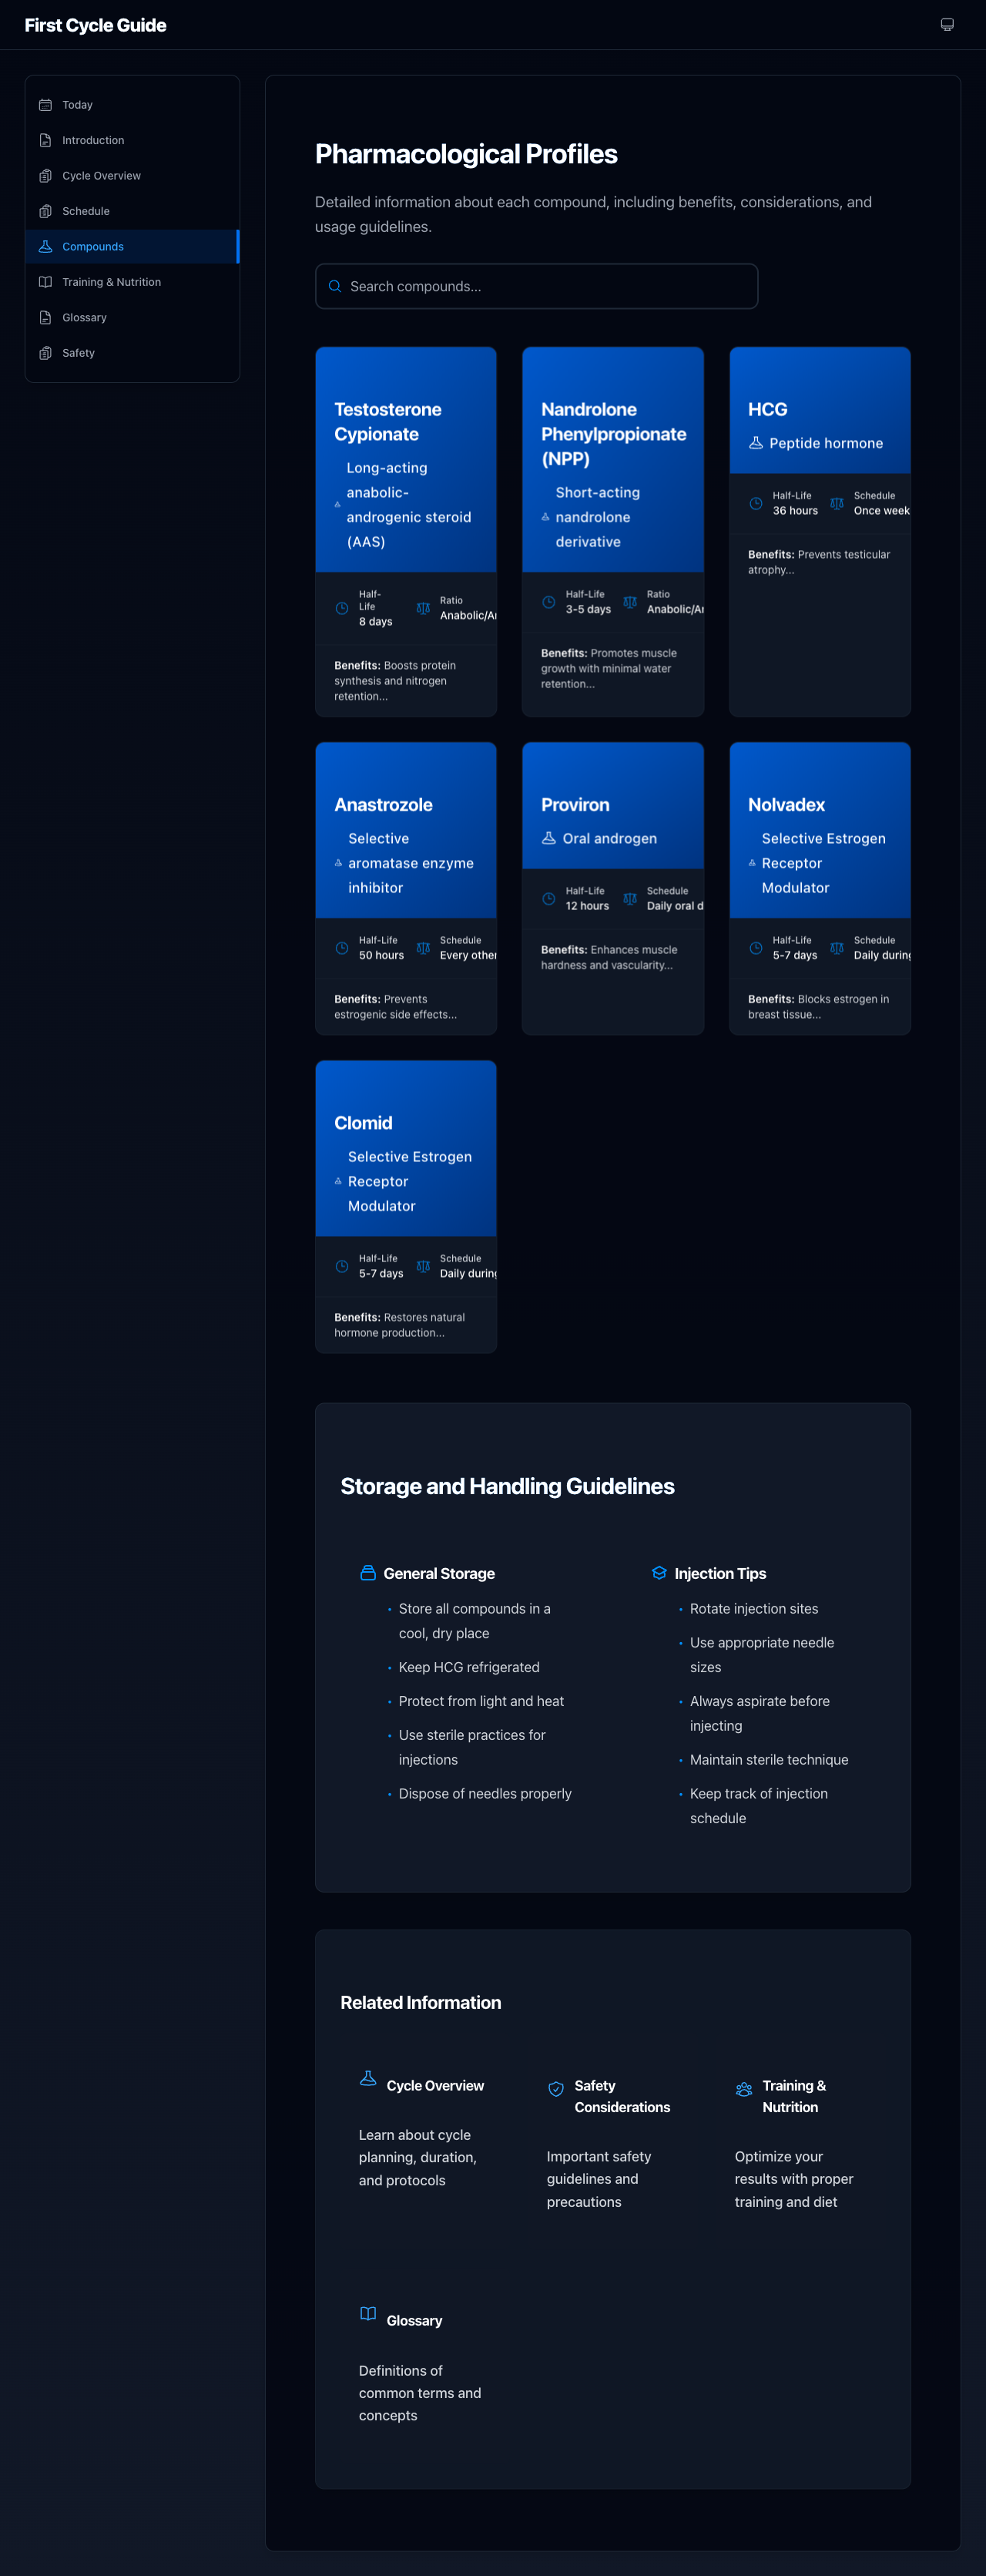 First Cycle Guide
Today
Introduction
Cycle Overview
Schedule
Compounds
Training & Nutrition
Glossary
Safety
Pharmacological Profiles
Detailed information about each compound, including benefits, considerations, and
usage guidelines.
Search compounds...
Testosterone
Cypionate
Long-acting
anabolic-
androgenic steroid
(AAS)
Half-
Life
8 days
Ratio
Anabolic/A
Benefits: Boosts protein
synthesis and nitrogen
retention...
Nandrolone
Phenylpropionate
(NPP)
Short-acting
nandrolone
derivative
Half-Life
3-5 days
Ratio
Anabolic/A
Benefits: Promotes muscle
growth with minimal water
retention...
HCG
Peptide hormone
Half-Life
36 hours
Schedule
Once week
Benefits: Prevents testicular
atrophy...
Anastrozole
Selective
aromatase enzyme
inhibitor
Half-Life
50 hours
Schedule
Every other
Benefits: Prevents
estrogenic side effects...
Proviron
Oral androgen
Half-Life
12 hours
Schedule
Daily oral d
Benefits: Enhances muscle
hardness and vascularity...
Nolvadex
Selective Estrogen
Receptor
Modulator
Half-Life
5-7 days
Schedule
Daily during
Benefits: Blocks estrogen in
breast tissue...
Clomid
Selective Estrogen
Receptor
Modulator
Half-Life
5-7 days
Schedule
Daily during
Benefits: Restores natural
hormone production...
Storage and Handling Guidelines
General Storage
• Store all compounds in a
cool, dry place
• Keep HCG refrigerated
• Protect from light and heat
• Use sterile practices for
injections
• Dispose of needles properly
Injection Tips
• Rotate injection sites
• Use appropriate needle
sizes
• Always aspirate before
injecting
• Maintain sterile technique
• Keep track of injection
schedule
Related Information
Cycle Overview
Learn about cycle
planning, duration,
and protocols
Safety
Considerations
Important safety
guidelines and
precautions
Training &
Nutrition
Optimize your
results with proper
training and diet
Glossary
Definitions of
common terms and
concepts